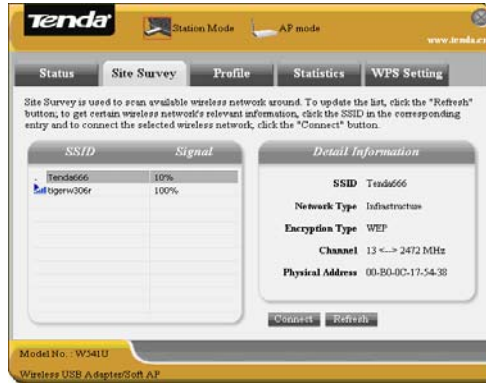 Tenda
Station Mode
AP mode
www.tenda.cn
Status
Site Survey
Profile
Statistics
WPS Setting
Site Survey is used to scan available wireless network around. To update the list, click the "Refresh"
button; to get certain wireless network's relevant information, click the SSID in the corresponding
entry and to connect the selected wireless network, click the "Connect" button.
SSID Signal
Tenda666 10%
tigerw306r 100%
Detail Information
SSID Tenda666
Network Type Infrastructure
Encryption Type WEP
Channel 13 <--> 2472 MHz
Physical Address 00-B0-0C-17-54-38
Connect Refresh
Model No. : W541U
Wireless USB Adapter/Soft AP